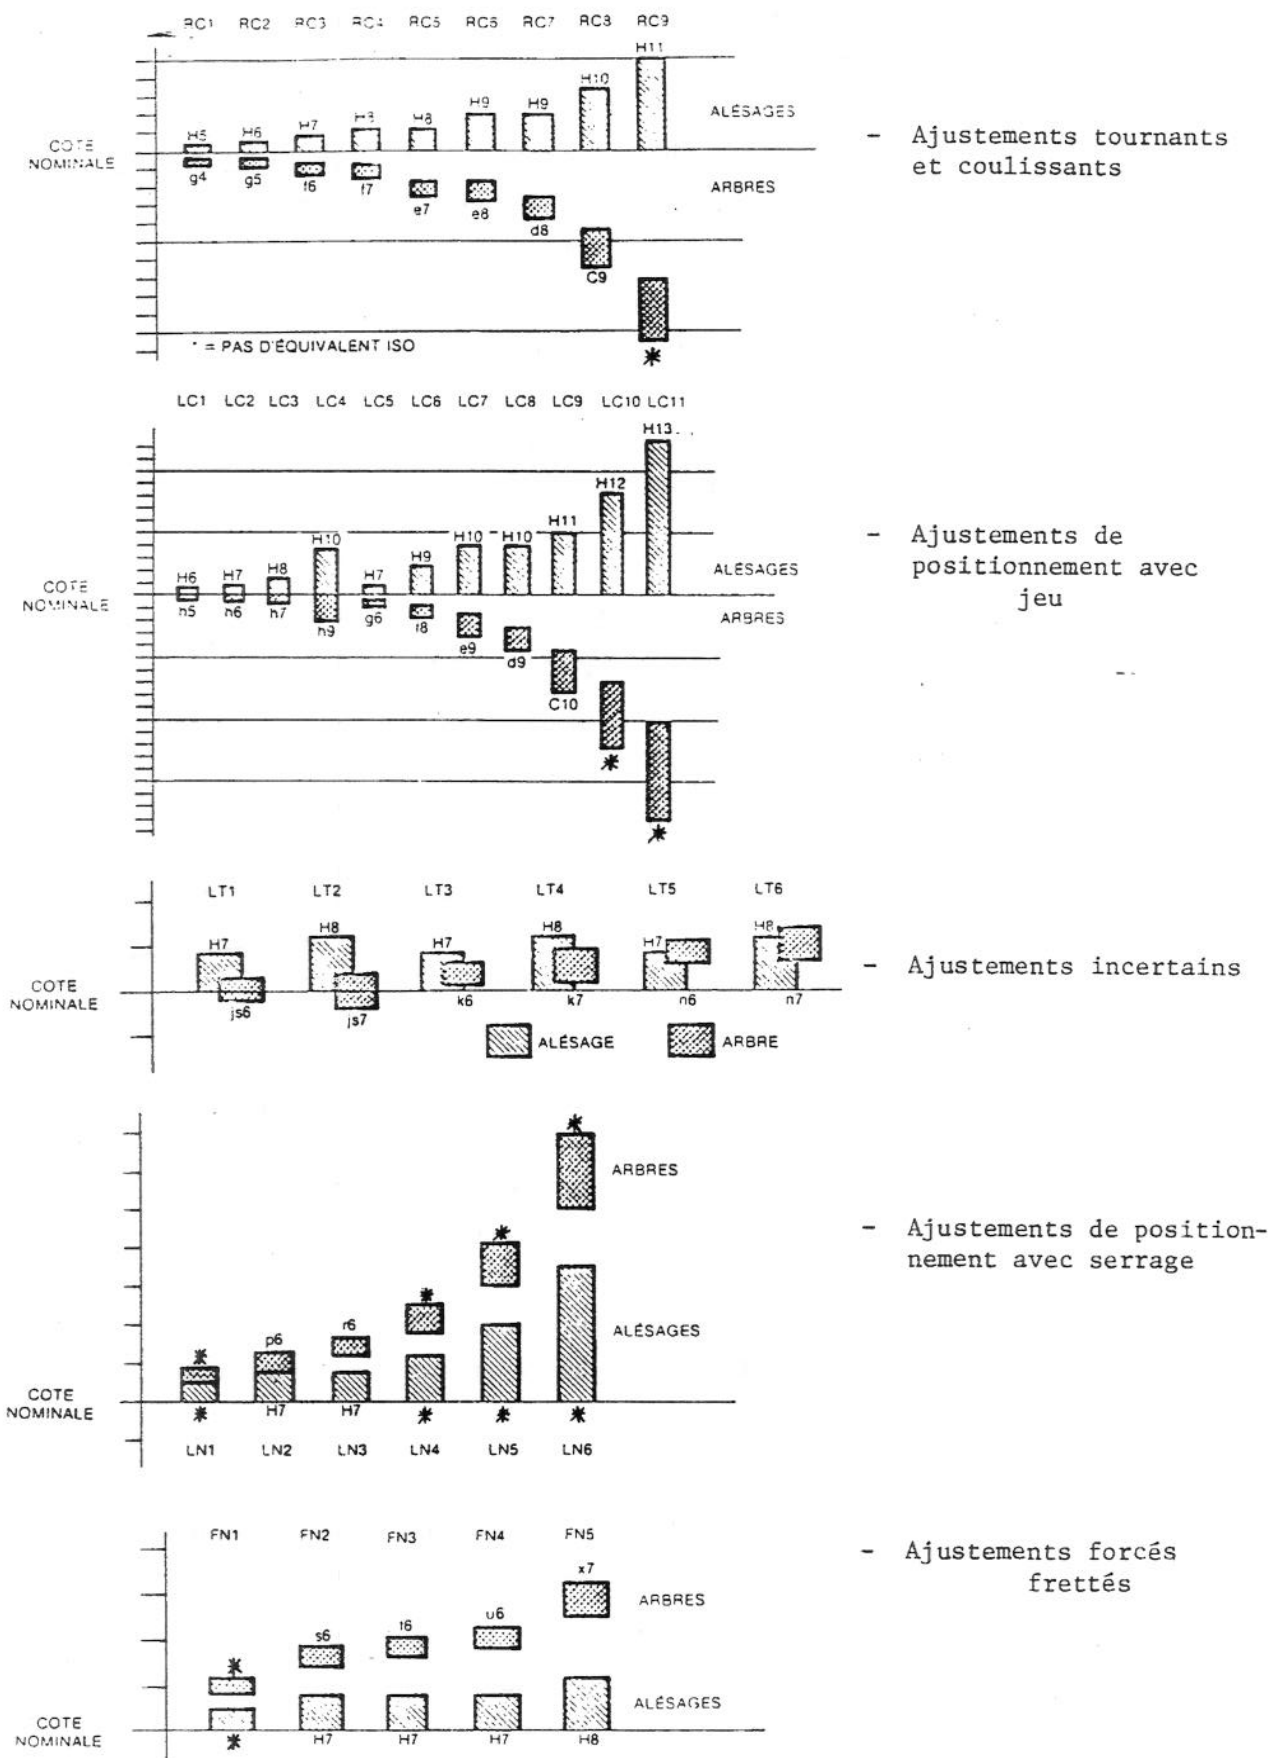 RC1 RC2 RC3 RC4 RC5 RC6 RC7 RC8 RC9
H11
H10
H9 H9
H5 H6 H7 H8 H8
ALÉSAGES
COTE
NOMINALE
g4 g5 f6 f7
ARBRES
e7 e8
d8
C9
* = PAS D'ÉQUIVALENT ISO
*
- Ajustements tournants
et coulissants
LC1 LC2 LC3 LC4 LC5 LC6 LC7 LC8 LC9 LC10 LC11
H13
H12
H11
H10 H10 H10
H9
H6 H7 H8 H7
ALÉSAGES
COTE
NOMINALE
h5 h6 h7 h9 g6 f8
ARBRES
e9 d9
C10
*
*
- Ajustements de
positionnement avec
jeu
LT1 LT2 LT3 LT4 LT5 LT6
H7 H8 H7 H8 H7 H8
COTE
NOMINALE
js6 js7 k6 k7 n6 n7
ALÉSAGE ARBRE
- Ajustements incertains
*
ARBRES
*
*
r6
p6
*
ALÉSAGES
COTE
NOMINALE
* H7 H7 * * *
LN1 LN2 LN3 LN4 LN5 LN6
- Ajustements de position-
nement avec serrage
FN1 FN2 FN3 FN4 FN5
x7
ARBRES
s6 t6 u6
*
ALÉSAGES
COTE
NOMINALE
* H7 H7 H7 H8
- Ajustements forcés
frettés